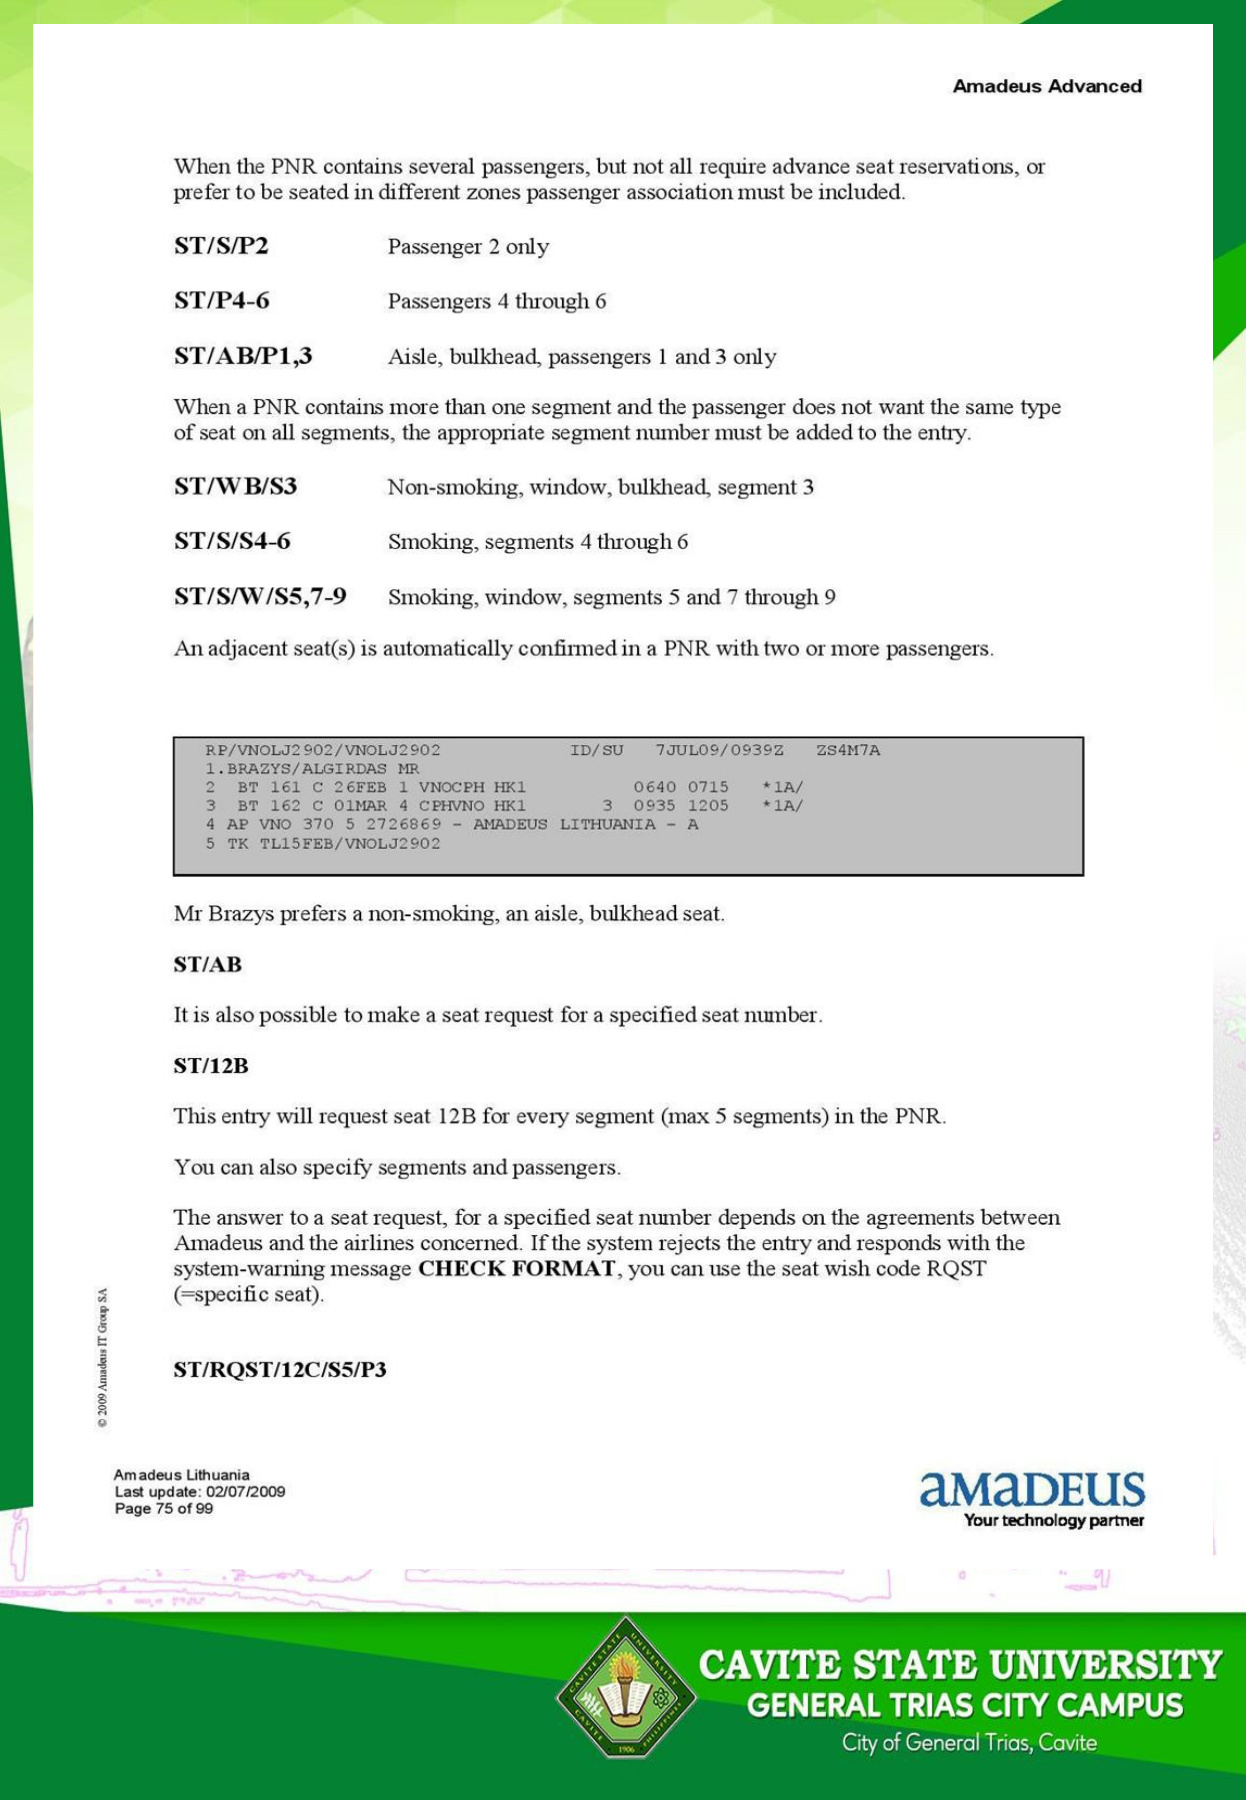 Amadeus Advanced
When the PNR contains several passengers, but not all require advance seat reservations, or
prefer to be seated in different zones passenger association must be included.
ST/S/P2 Passenger 2 only
ST/P4-6 Passengers 4 through 6
ST/AB/P1,3 Aisle, bulkhead, passengers 1 and 3 only
When a PNR contains more than one segment and the passenger does not want the same type
of seat on all segments, the appropriate segment number must be added to the entry.
ST/WB/S3 Non-smoking, window, bulkhead, segment 3
ST/S/S4-6 Smoking, segments 4 through 6
ST/S/W/S5,7-9 Smoking, window, segments 5 and 7 through 9
An adjacent seat(s) is automatically confirmed in a PNR with two or more passengers.
RP/VNOLJ2902/VNOLJ2902 ID/SU 7JUL09/0939Z ZS4M7A
1.BRAZYS/ALGIRDAS MR
2 BT 161 C 26FEB 1 VNOCPH HK1 0640 0715 *1A/
3 BT 162 C 01MAR 4 CPHVNO HK1 3 0935 1205 *1A/
4 AP VNO 370 5 2726869 - AMADEUS LITHUANIA - A
5 TK TL15FEB/VNOLJ2902
Mr Brazys prefers a non-smoking, an aisle, bulkhead seat.
ST/AB
It is also possible to make a seat request for a specified seat number.
ST/12B
This entry will request seat 12B for every segment (max 5 segments) in the PNR.
You can also specify segments and passengers.
The answer to a seat request, for a specified seat number depends on the agreements between
Amadeus and the airlines concerned. If the system rejects the entry and responds with the
system-warning message CHECK FORMAT, you can use the seat wish code RQST
(=specific seat).
ST/RQST/12C/S5/P3
© 2009 Amadeus IT Group SA
Amadeus Lithuania
Last update: 02/07/2009
Page 75 of 99
aMaDEUS
Your technology partner
CAVITE STATE UNIVERSITY
CAVITE PHILIPPINES
1906
CAVITE STATE UNIVERSITY
GENERAL TRIAS CITY CAMPUS
City of General Trias, Cavite